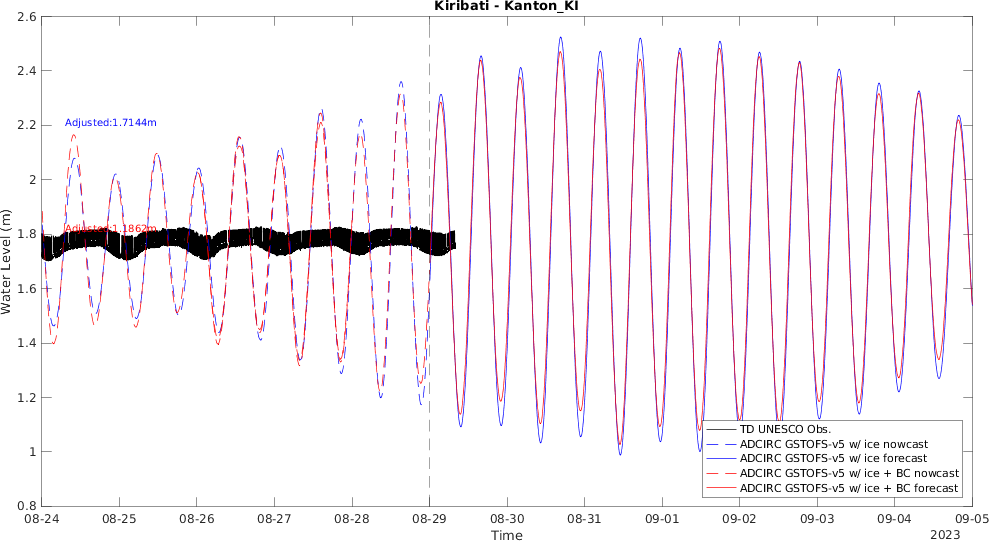 Kiribati - Kanton_KI
2.6
2.4
2.2
2
1.8
1.6
1.4
1.2
1
0.8
Water Level (m)
Adjusted:1.7144m
Adjusted:1.1862m
TD UNESCO Obs.
ADCIRC GSTOFS-v5 w/ ice nowcast
ADCIRC GSTOFS-v5 w/ ice forecast
ADCIRC GSTOFS-v5 w/ ice + BC nowcast
ADCIRC GSTOFS-v5 w/ ice + BC forecast
08-24 08-25 08-26 08-27 08-28 08-29 08-30 08-31 09-01 09-02 09-03 09-04 09-05
Time
2023